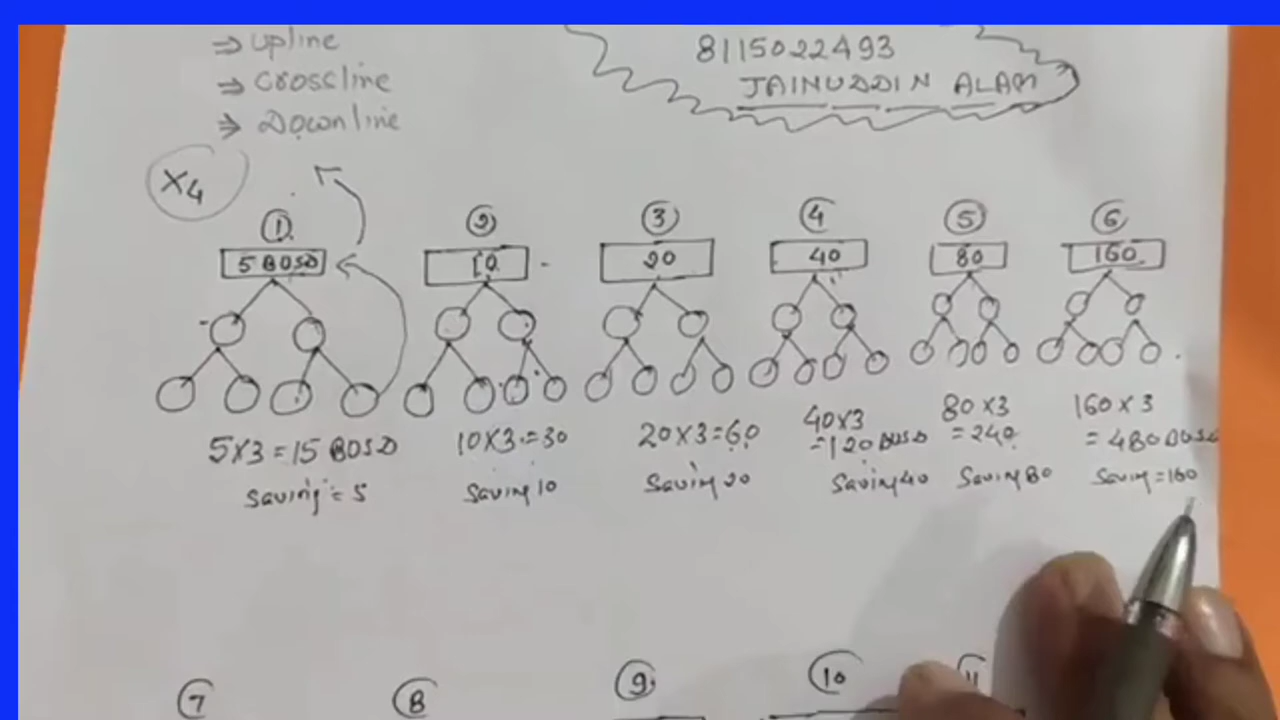 ⇒ Upline
⇒ Crossline
⇒ Downline
8115022493
JAINUDDIN ALAM
X4
① ② ③ ④ ⑤ ⑥
5 BUSD 10 20 40 80 160
5X3 = 15 BUSD
Saving = 5
10X3 = 30
Saving 10
20X3=60
Saving 20
40X3
=120 BUSD
Saving 40
80 X3
= 240
Saving 80
160 X 3
= 480 BUSD
Saving = 160
⑦ ⑧ ⑨ ⑩ ⑪